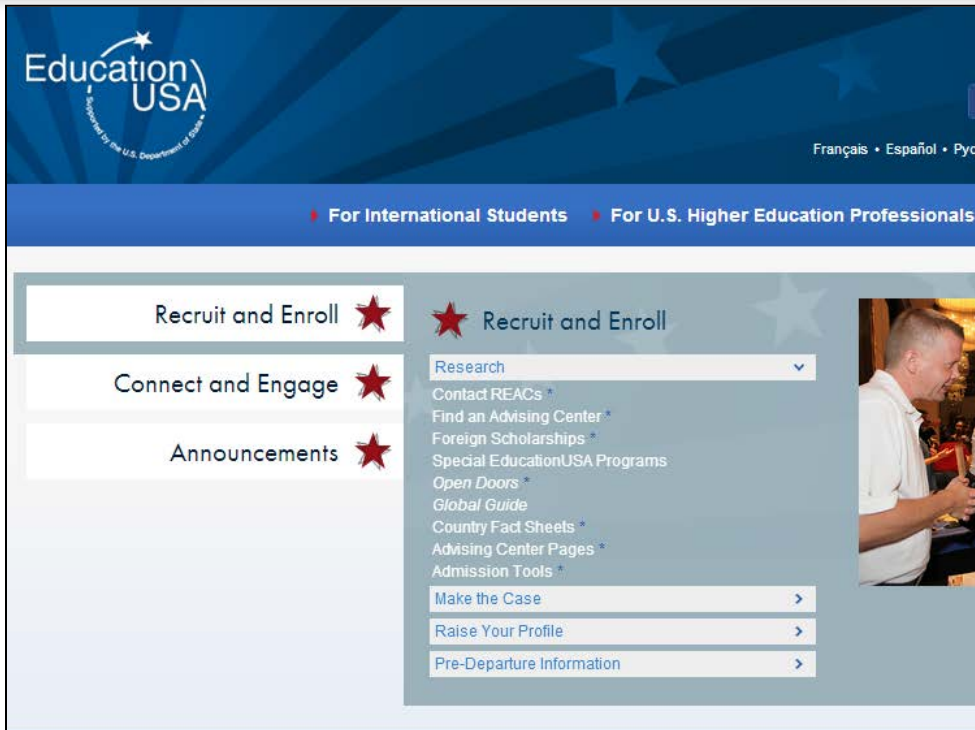 Education
USA
Supported by the U.S. Department of State
Français • Español •
For International Students For U.S. Higher Education Professionals
Recruit and Enroll
Connect and Engage
Announcements
Recruit and Enroll
Research
Contact REACs *
Find an Advising Center *
Foreign Scholarships *
Special EducationUSA Programs
Open Doors *
Global Guide
Country Fact Sheets *
Advising Center Pages *
Admission Tools *
Make the Case
Raise Your Profile
Pre-Departure Information